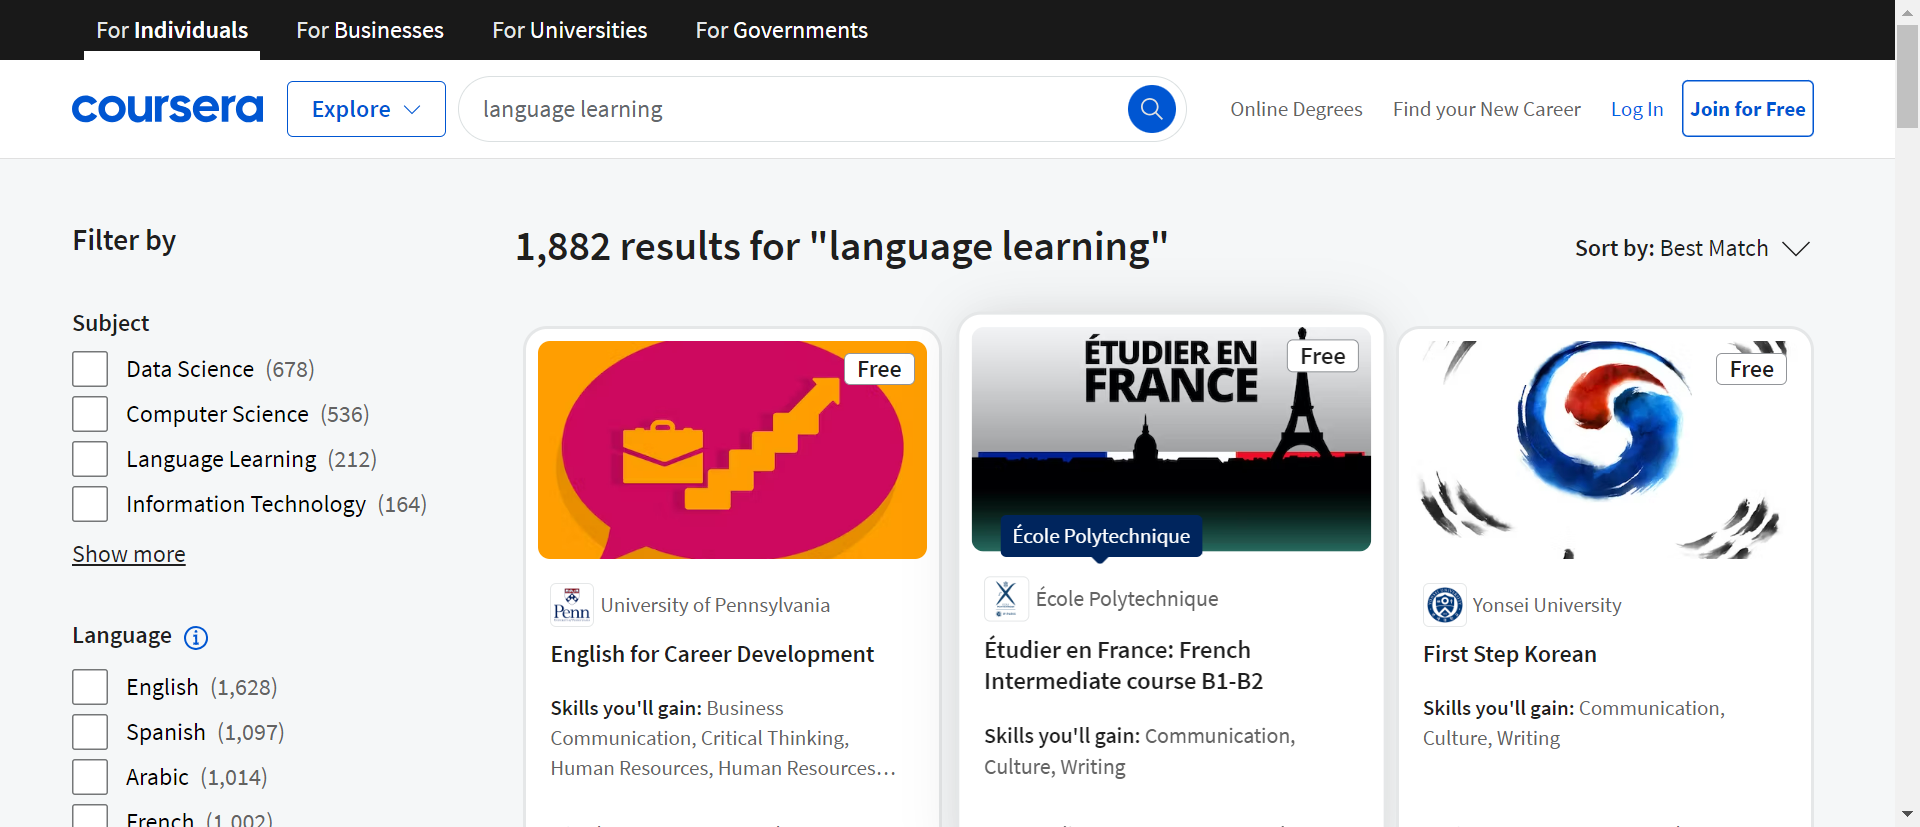 For Individuals
For Businesses
For Universities
For Governments
coursera
Explore
language learning
Online Degrees
Find your New Career
Log In
Join for Free
Filter by
1,882 results for "language learning"
Sort by: Best Match
Subject
Data Science (678)
Computer Science (536)
Language Learning (212)
Information Technology (164)
Show more
Language
English (1,628)
Spanish (1,097)
Arabic (1,014)
French (1,002)
Free
Penn
University of Pennsylvania
English for Career Development
Skills you'll gain: Business
Communication, Critical Thinking,
Human Resources, Human Resources...
ÉTUDIER EN
FRANCE
Free
École Polytechnique
École Polytechnique
Étudier en France: French
Intermediate course B1-B2
Skills you'll gain: Communication,
Culture, Writing
Free
Yonsei University
First Step Korean
Skills you'll gain: Communication,
Culture, Writing